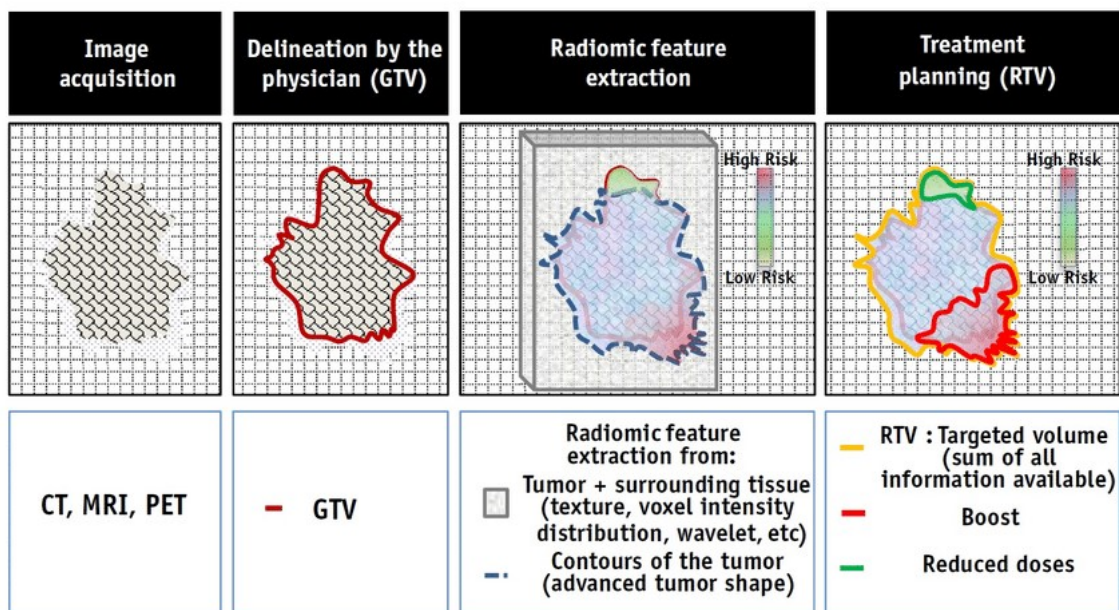 Image
acquisition
Delineation by the
physician (GTV)
Radiomic feature
extraction
Treatment
planning (RTV)
High Risk
Low Risk
High Risk
Low Risk
CT, MRI, PET
GTV
Radiomic feature
extraction from:
Tumor + surrounding tissue
(texture, voxel intensity
distribution, wavelet, etc)
Contours of the tumor
(advanced tumor shape)
RTV : Targeted volume
(sum of all
information available)
Boost
Reduced doses